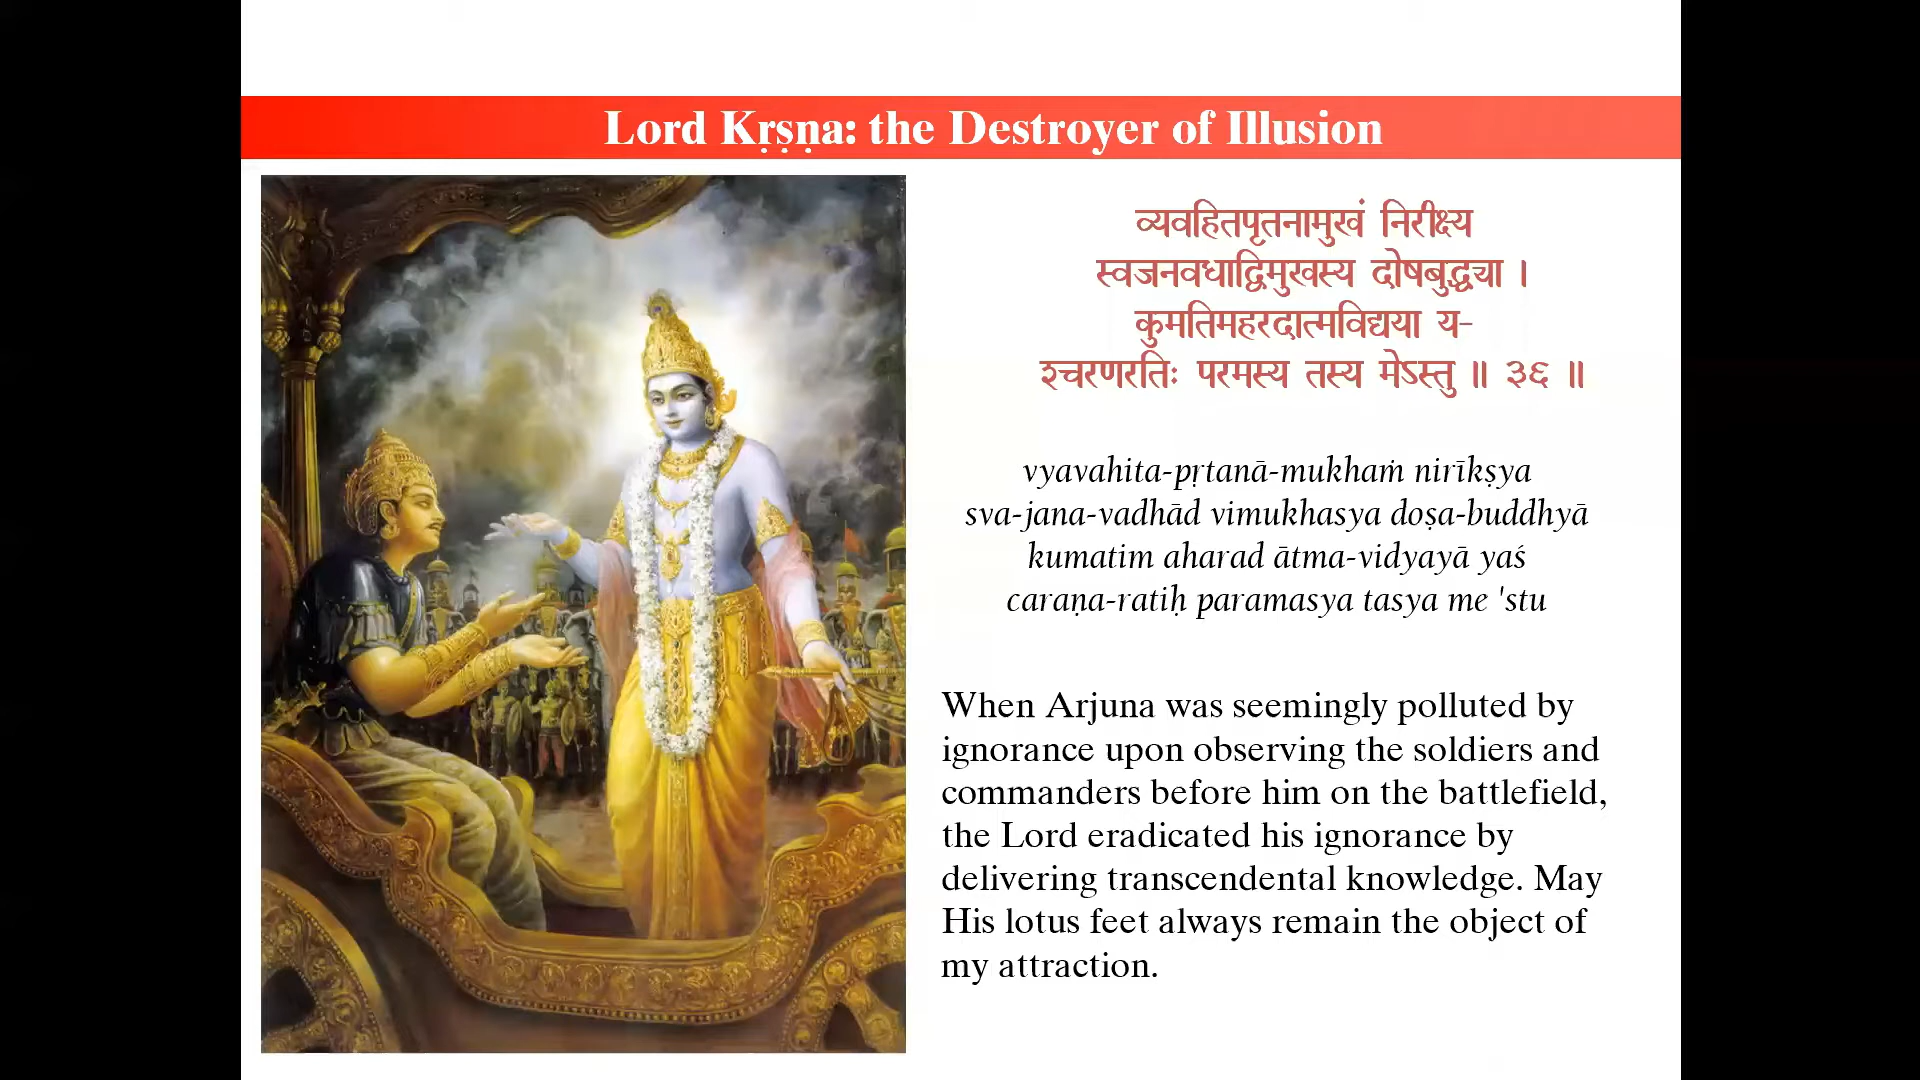 Lord Kṛṣṇa: the Destroyer of Illusion
व्यवहितपृतनामुखं निरीक्ष्य
स्वजनवधाद्विमुखस्य दोषबुद्ध्या ।
कुमतिमहरदात्मविद्यया य-
श्चरणरतिः परमस्य तस्य मेऽस्तु ॥ ३६ ॥
vyavahita-pṛtanā-mukhaṁ nirīkṣya
sva-jana-vadhād vimukhasya doṣa-buddhyā
kumatim aharad ātma-vidyayā yaś
caraṇa-ratiḥ paramasya tasya me 'stu
When Arjuna was seemingly polluted by
ignorance upon observing the soldiers and
commanders before him on the battlefield,
the Lord eradicated his ignorance by
delivering transcendental knowledge. May
His lotus feet always remain the object of
my attraction.